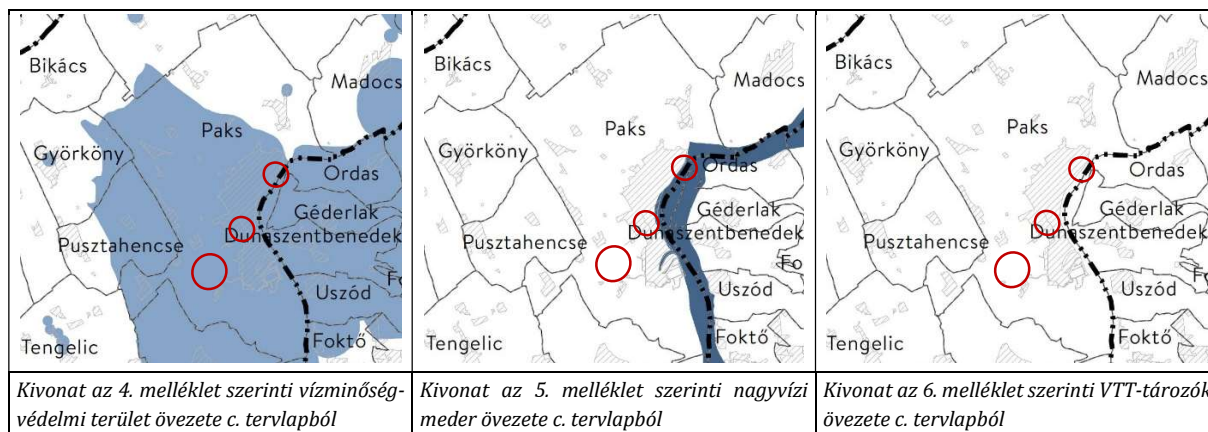 Bikács
Madocs
Paks
Györköny
Ordas
Géderlak
Pusztahencse
Dunaszentbenedek
Uszód
Foktő
Tengelic
Kivonat az 4. melléklet szerinti vízminőség-
védelmi terület övezete c. tervlapból
Bikács
Madocs
Paks
Györköny
Ordas
Géderlak
Pusztahencse
Dunaszentbenedek
Fo
Uszód
Foktő
Tengelic
Kivonat az 5. melléklet szerinti nagyvízi
meder övezete c. tervlapból
Bikács
Madocs
Paks
Györköny
Ordas
Géderlak
Pusztahencse
Dunaszentbenedek
Fo
Uszód
Foktő
Tengelic
Kivonat az 6. melléklet szerinti VTT-tározók
övezete c. tervlapból